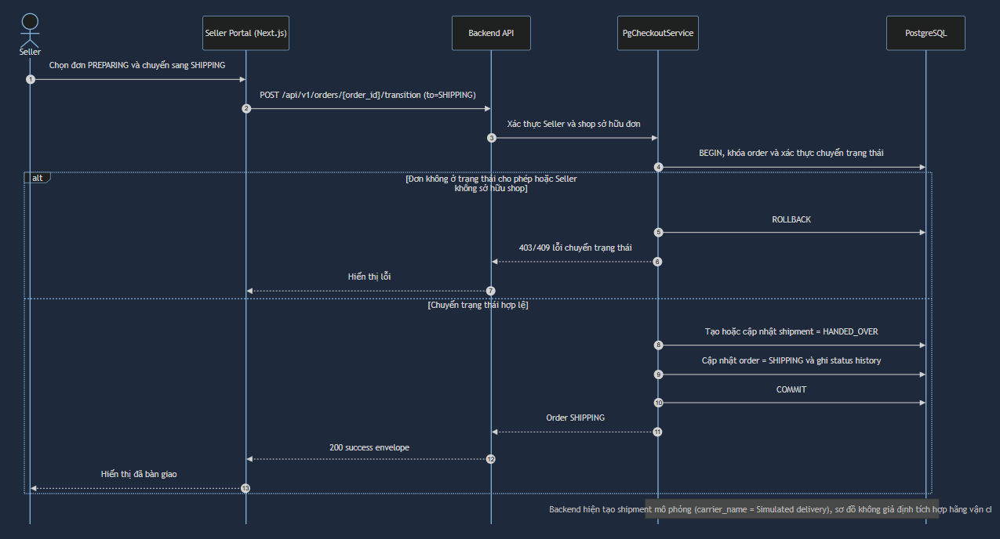 Seller
Seller Portal (Next.js)
Backend API
PgCheckoutService
PostgreSQL
Chọn đơn PREPARING và chuyển sang SHIPPING
1
POST /api/v1/orders/{order_id}/transition (to=SHIPPING)
2
Xác thực Seller và shop sở hữu đơn
3
BEGIN, khóa order và xác thực chuyển trạng thái
4
alt
[Đơn không ở trạng thái cho phép hoặc Seller
không sở hữu shop]
ROLLBACK
5
403/409 lỗi chuyển trạng thái
6
Hiển thị lỗi
7
[Chuyển trạng thái hợp lệ]
Tạo hoặc cập nhật shipment = HANDED_OVER
8
Cập nhật order = SHIPPING và ghi status history
9
COMMIT
10
Order SHIPPING
11
200 success envelope
12
Hiển thị đã bàn giao
13
Backend hiện tạo shipment mô phỏng (carrier_name = Simulated delivery), sơ đồ không giả định tích hợp hãng vận